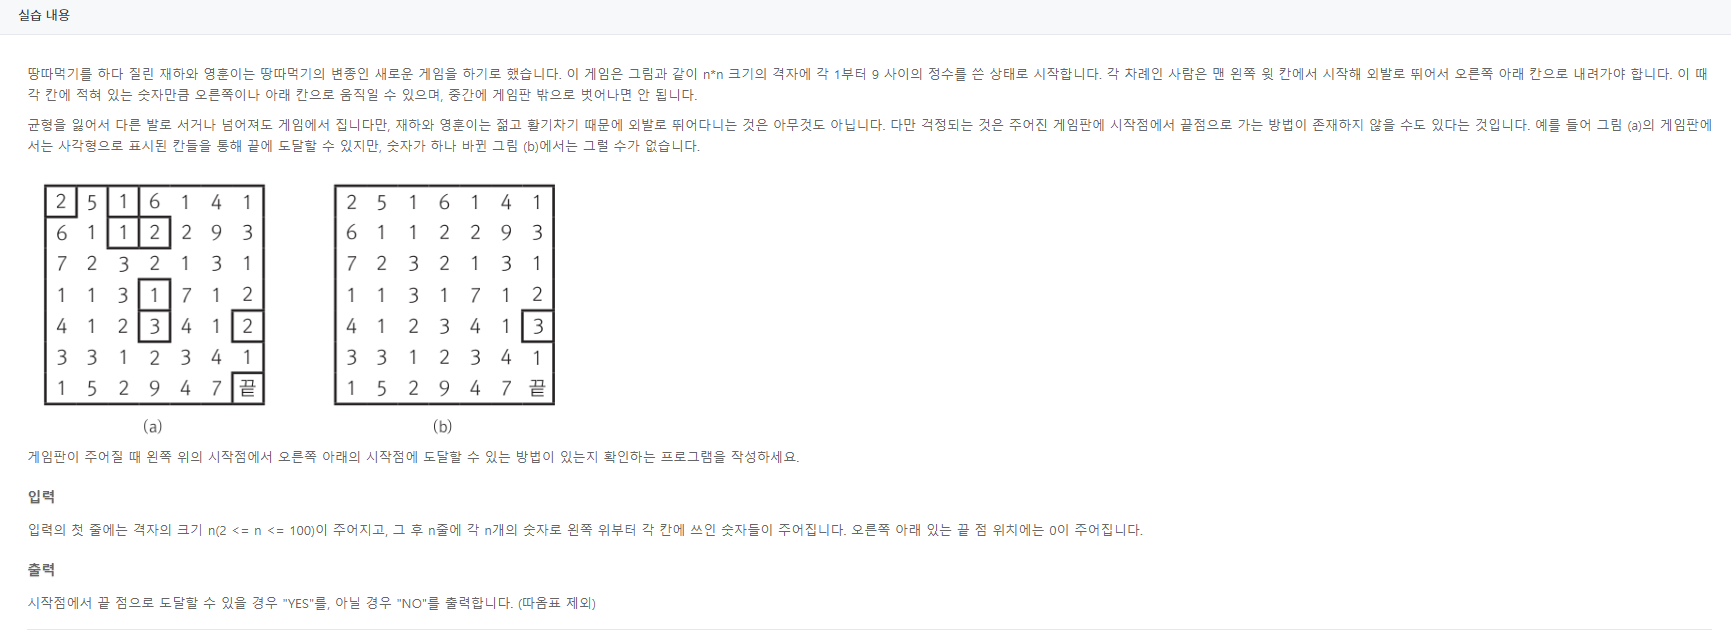 실습 내용
땅따먹기를 하다 질린 재하와 영훈이는 땅따먹기의 변종인 새로운 게임을 하기로 했습니다. 이 게임은 그림과 같이 n*n 크기의 격자에 각 1부터 9 사이의 정수를 쓴 상태로 시작합니다. 각 차례인 사람은 맨 왼쪽 윗 칸에서 시작해 외발로 뛰어서 오른쪽 아래 칸으로 내려가야 합니다. 이 때
각 칸에 적혀 있는 숫자만큼 오른쪽이나 아래 칸으로 움직일 수 있으며, 중간에 게임판 밖으로 벗어나면 안 됩니다.
균형을 잃어서 다른 발로 서거나 넘어져도 게임에서 집니다만, 재하와 영훈이는 젊고 활기차기 때문에 외발로 뛰어다니는 것은 아무것도 아닙니다. 다만 걱정되는 것은 주어진 게임판에 시작점에서 끝점으로 가는 방법이 존재하지 않을 수도 있다는 것입니다. 예를 들어 그림 (a)의 게임판에
서는 사각형으로 표시된 칸들을 통해 끝에 도달할 수 있지만, 숫자가 하나 바뀐 그림 (b)에서는 그럴 수가 없습니다.
2 5 1 6 1 4 1
6 1 1 2 2 9 3
7 2 3 2 1 3 1
1 1 3 1 7 1 2
4 1 2 3 4 1 2
3 3 1 2 3 4 1
1 5 2 9 4 7 끝
(a)
2 5 1 6 1 4 1
6 1 1 2 2 9 3
7 2 3 2 1 3 1
1 1 3 1 7 1 2
4 1 2 3 4 1 3
3 3 1 2 3 4 1
1 5 2 9 4 7 끝
(b)
게임판이 주어질 때 왼쪽 위의 시작점에서 오른쪽 아래의 시작점에 도달할 수 있는 방법이 있는지 확인하는 프로그램을 작성하세요.
입력
입력의 첫 줄에는 격자의 크기 n(2 <= n <= 100)이 주어지고, 그 후 n줄에 각 n개의 숫자로 왼쪽 위부터 각 칸에 쓰인 숫자들이 주어집니다. 오른쪽 아래 있는 끝 점 위치에는 0이 주어집니다.
출력
시작점에서 끝 점으로 도달할 수 있을 경우 "YES"를, 아닐 경우 "NO"를 출력합니다. (따옴표 제외)